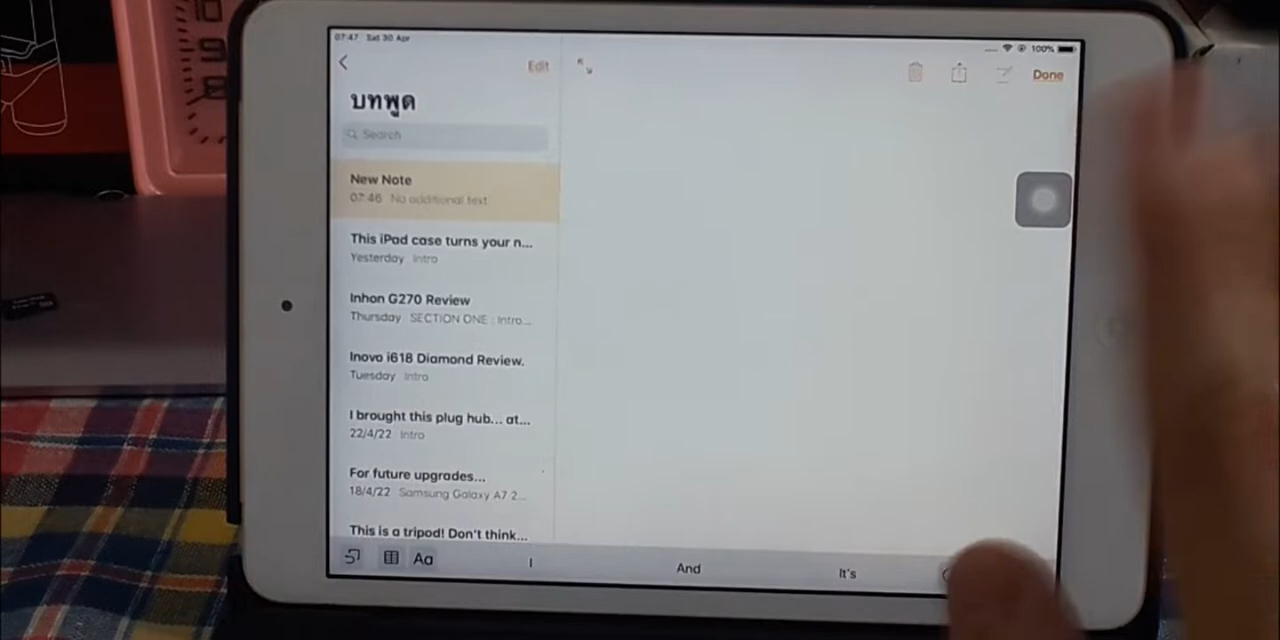 10
9
8
07:47 Sat 30 Apr
100%
Edit
Done
บทพูด
Search
New Note
07:46 No additional text
This iPad case turns your n...
Yesterday Intro
Inhon G270 Review
Thursday SECTION ONE : Intro...
Inovo i618 Diamond Review.
Tuesday Intro
I brought this plug hub... at...
22/4/22 Intro
For future upgrades...
18/4/22 Samsung Galaxy A7 2...
This is a tripod! Don't think...
Aa
I
And
It's